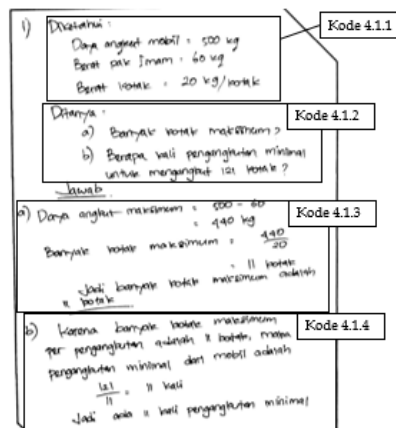 1) Diketahui :
Kode 4.1.1
Daya angkut mobil = 500 kg
Berat pak Imam = 60 kg
Berat kotak = 20 kg/kotak
Ditanya :
Kode 4.1.2
a) Banyak kotak maksimum?
b) Berapa kali pengangkutan minimal
untuk mengangkut 121 kotak?
Jawab
a) Daya angkut maksimum = 500 - 60
Kode 4.1.3
= 440 kg
Banyak kotak maksimum = 440/20
= 11 kotak
Jadi banyak kotak maksimum adalah
11 kotak
b) Karena banyak kotak maksimum
Kode 4.1.4
per pengangkutan adalah 11 kotak, maka
pengangkutan minimal dari mobil adalah
121/11 = 11 kali
Jadi ada 11 kali pengangkutan minimal